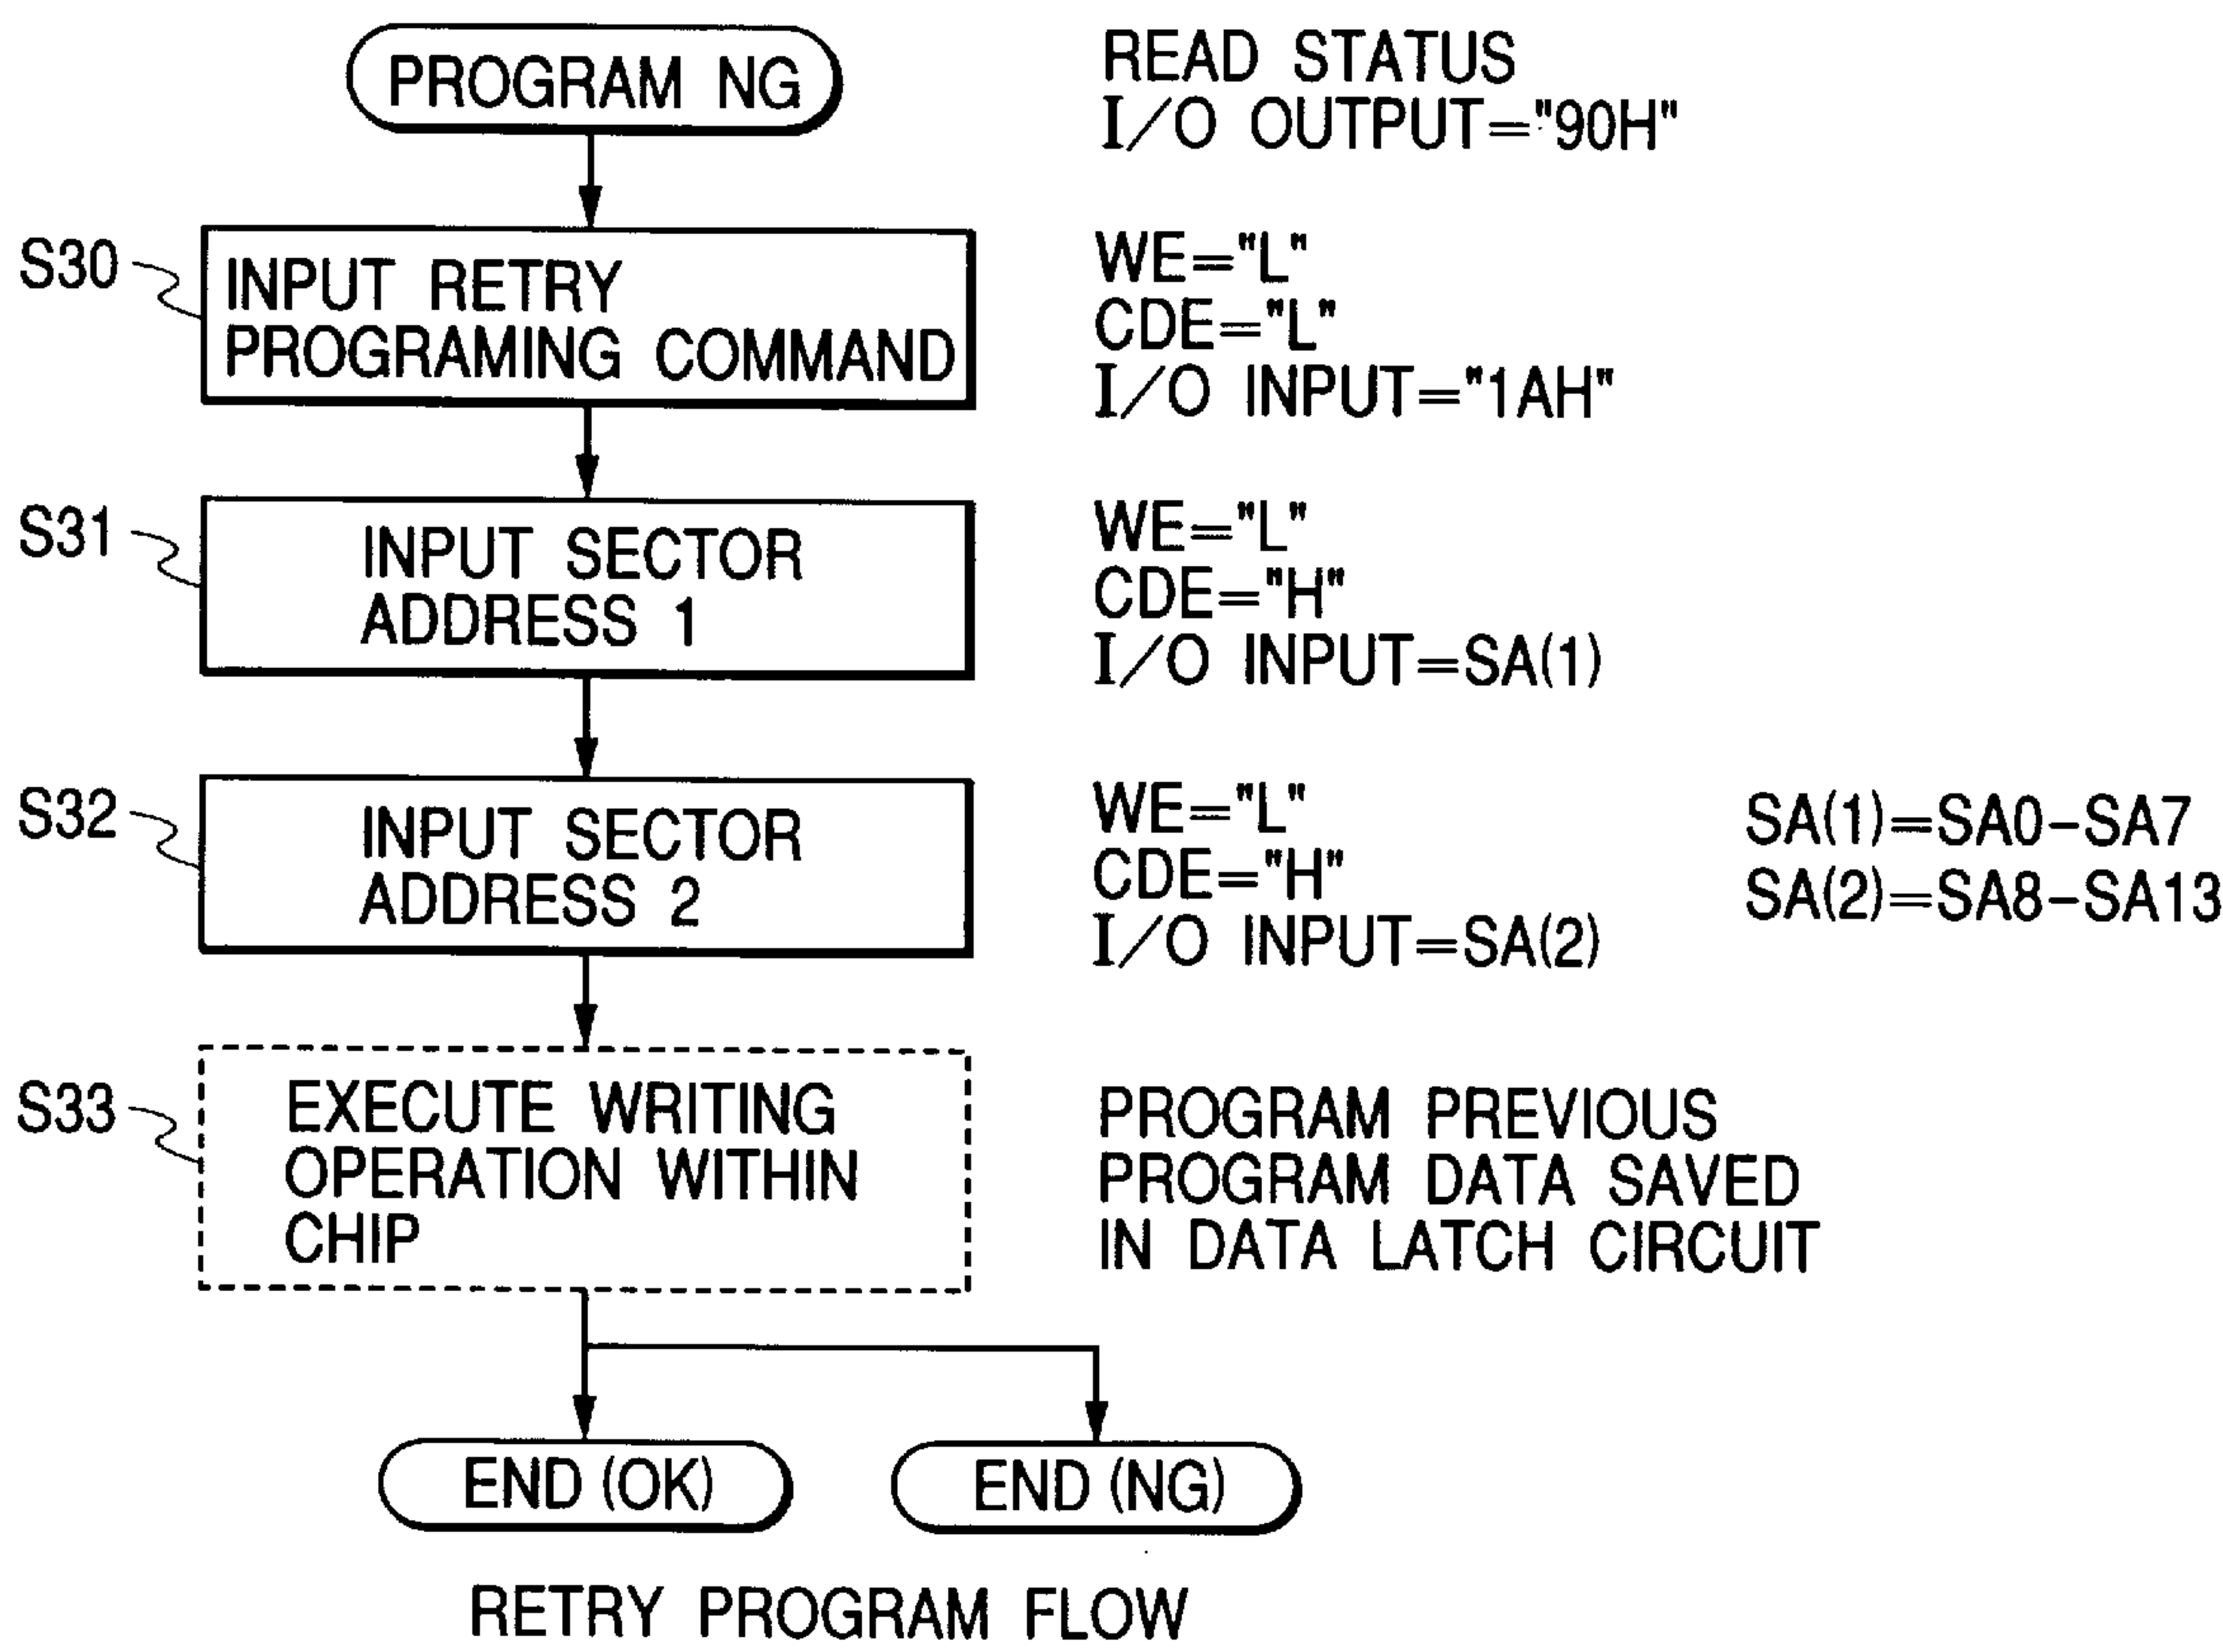 PROGRAM NG
READ STATUS
I/O OUTPUT="90H"
S30
INPUT RETRY
PROGRAMING COMMAND
WE="L"
CDE="L"
I/O INPUT="1AH"
S31
INPUT SECTOR
ADDRESS 1
WE="L"
CDE="H"
I/O INPUT=SA(1)
S32
INPUT SECTOR
ADDRESS 2
WE="L"
CDE="H"
I/O INPUT=SA(2)
SA(1)=SA0-SA7
SA(2)=SA8-SA13
S33
EXECUTE WRITING
OPERATION WITHIN
CHIP
PROGRAM PREVIOUS
PROGRAM DATA SAVED
IN DATA LATCH CIRCUIT
END (OK)
END (NG)
RETRY PROGRAM FLOW